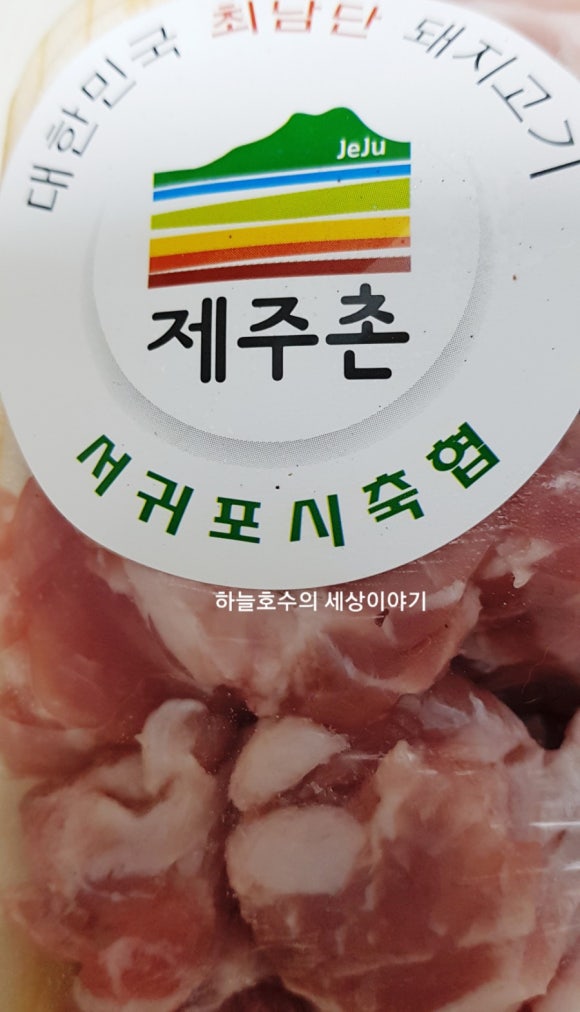 대한민국 최남단 돼지고기
JeJu
제주촌
서귀포시축협
하늘호수의 세상이야기